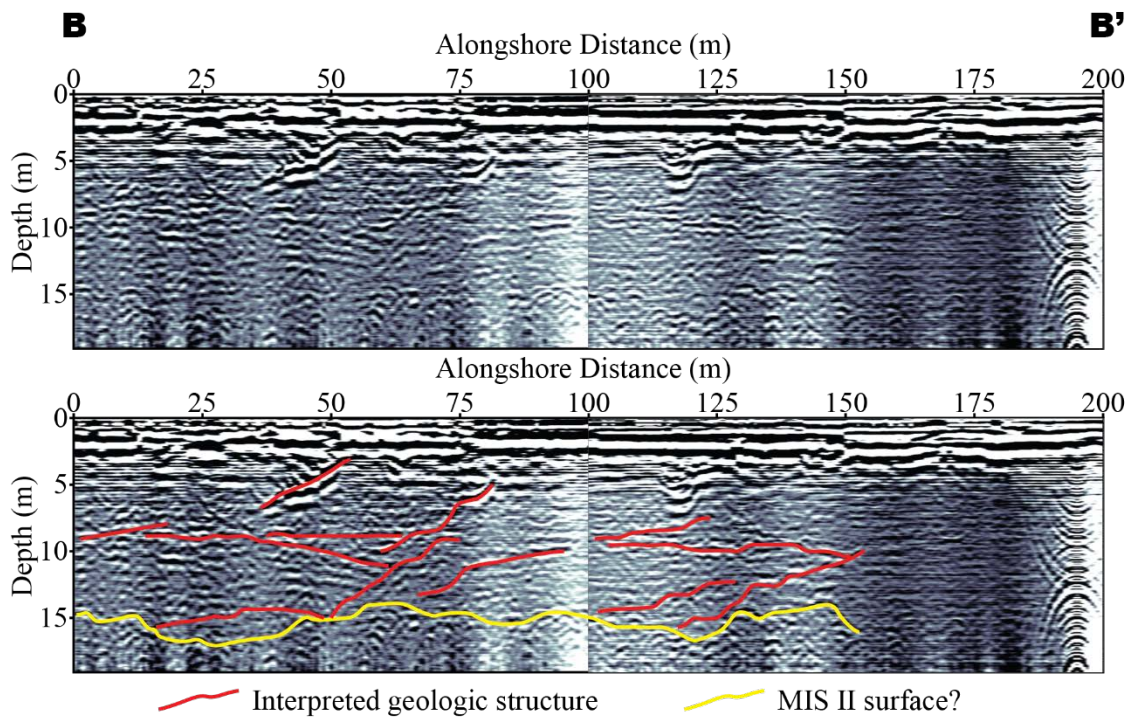 B B'
Alongshore Distance (m)
0 25 50 75 100 125 150 175 200
Depth (m)
0
5
10
15
Alongshore Distance (m)
0 25 50 75 100 125 150 175 200
Depth (m)
0
5
10
15
Interpreted geologic structure MIS II surface?